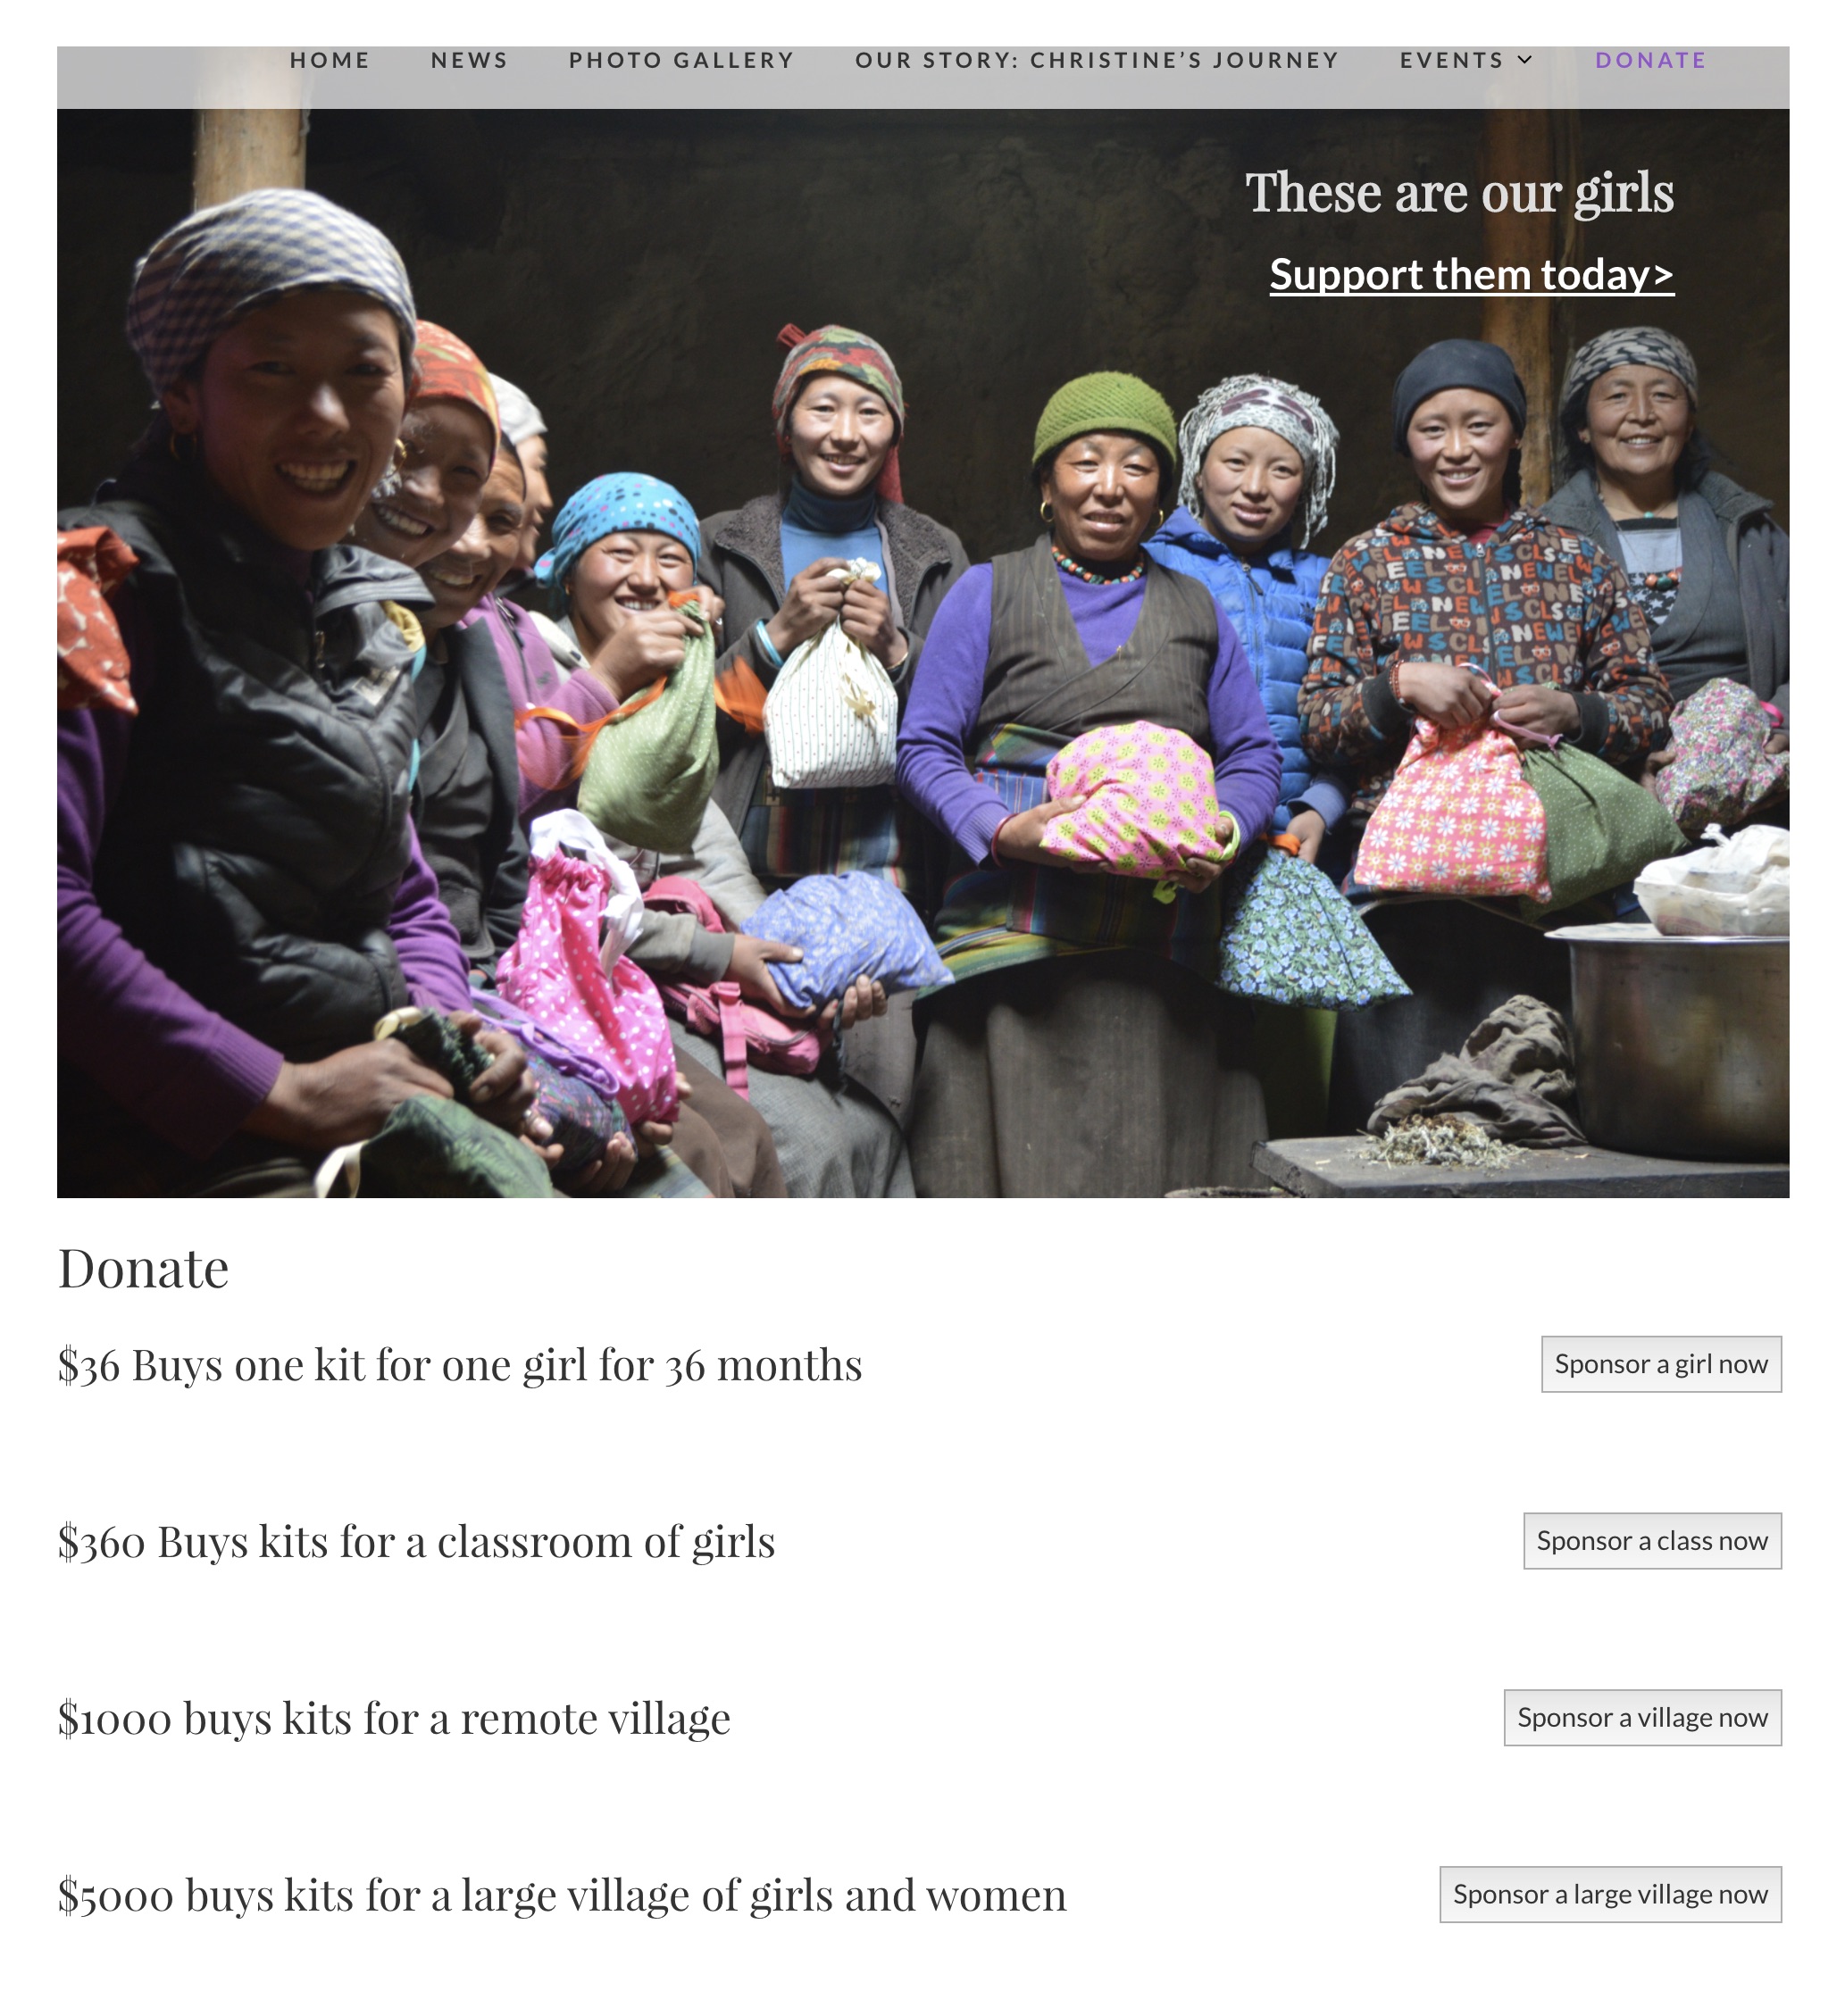 HOME NEWS PHOTO GALLERY OUR STORY: CHRISTINE’S JOURNEY EVENTS DONATE
These are our girls
Support them today>
Donate
$36 Buys one kit for one girl for 36 months
Sponsor a girl now
$360 Buys kits for a classroom of girls
Sponsor a class now
$1000 buys kits for a remote village
Sponsor a village now
$5000 buys kits for a large village of girls and women
Sponsor a large village now